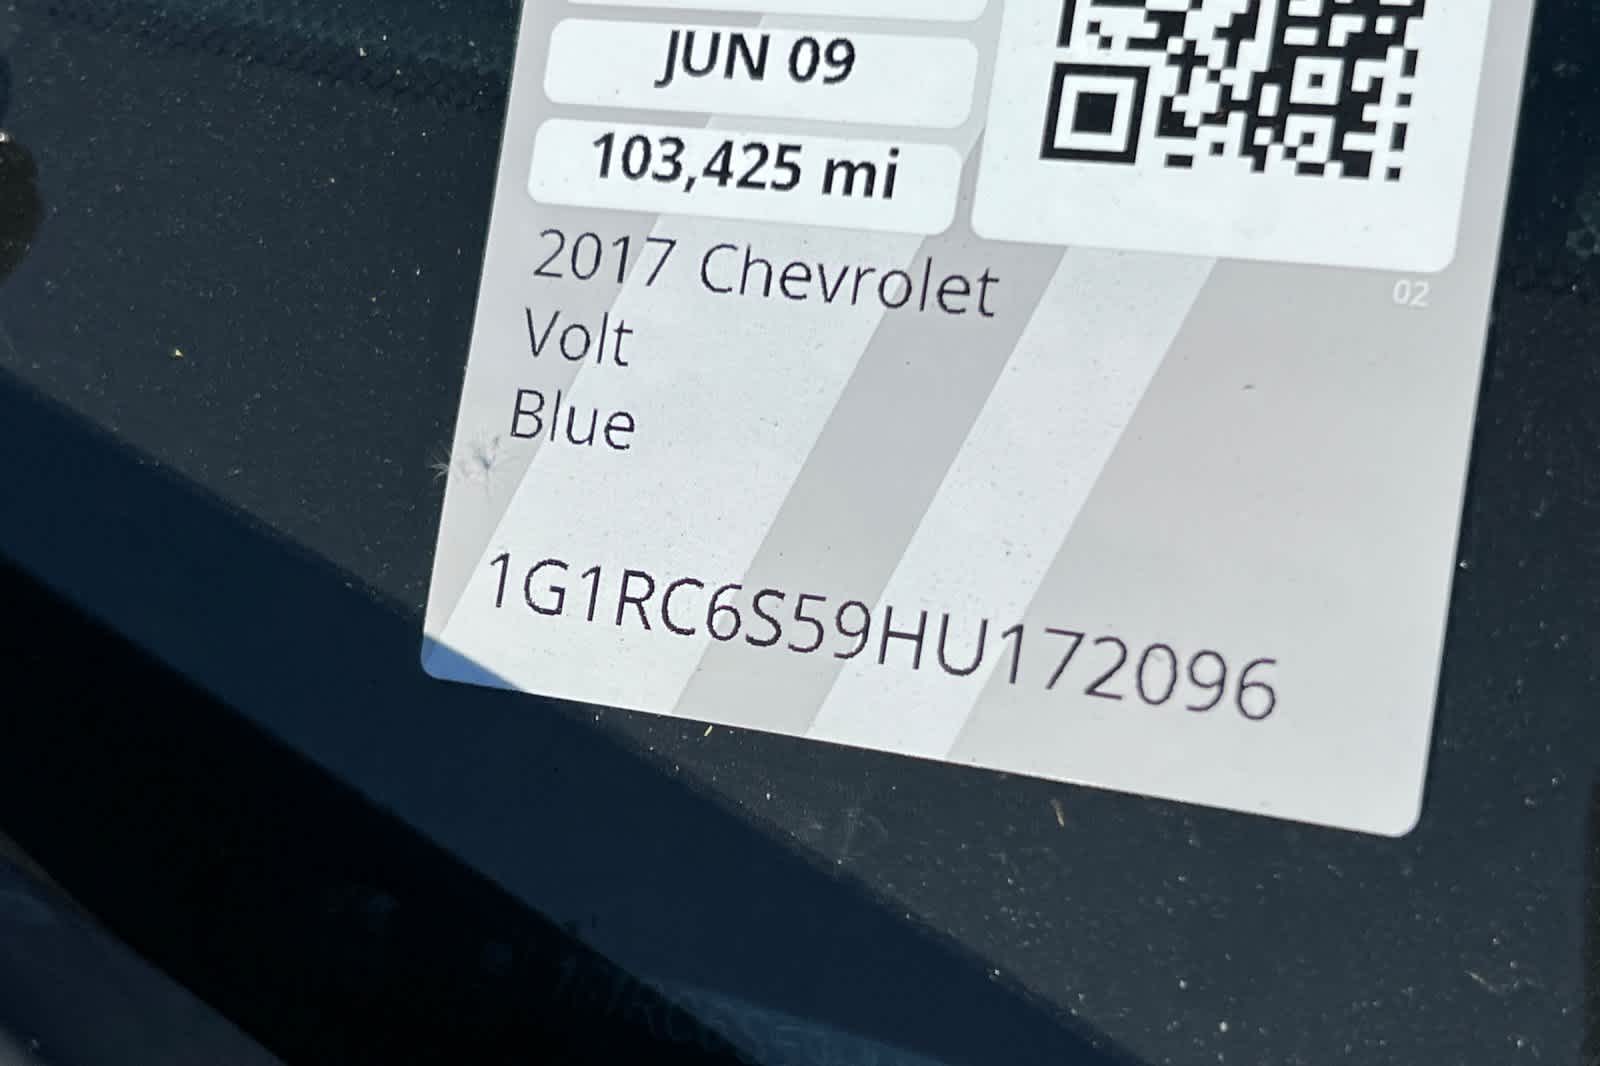 JUN 09
103,425 mi
02
2017 Chevrolet
Volt
Blue
1G1RC6S59HU172096